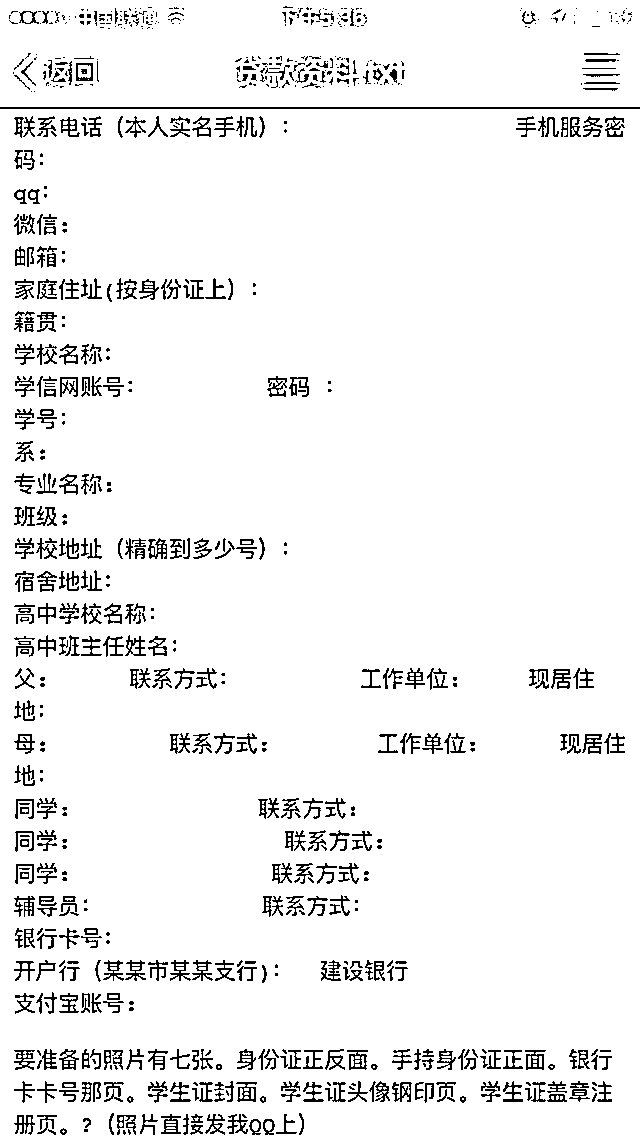 中国联通 下午5:36
返回 贷款资料.txt
联系电话（本人实名手机）： 手机服务密
码：
qq：
微信：
邮箱：
家庭住址(按身份证上）：
籍贯：
学校名称：
学信网账号： 密码 ：
学号：
系：
专业名称：
班级：
学校地址（精确到多少号）：
宿舍地址：
高中学校名称：
高中班主任姓名：
父： 联系方式： 工作单位： 现居住
地：
母： 联系方式： 工作单位： 现居住
地：
同学： 联系方式：
同学： 联系方式：
同学： 联系方式：
辅导员： 联系方式：
银行卡号：
开户行（某某市某某支行)： 建设银行
支付宝账号：
要准备的照片有七张。身份证正反面。手持身份证正面。银行
卡卡号那页。学生证封面。学生证头像钢印页。学生证盖章注
册页。?（照片直接发我QQ上）